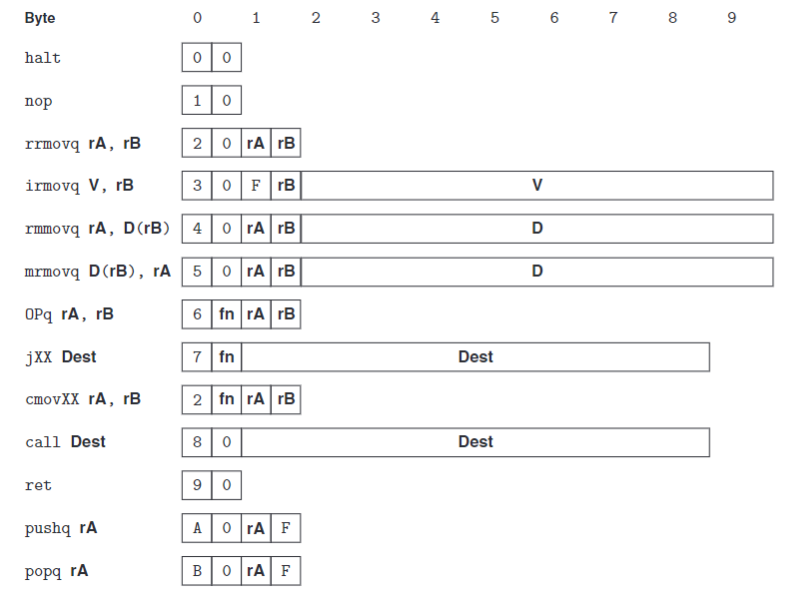 Byte 0 1 2 3 4 5 6 7 8 9
halt 0 0
nop 1 0
rrmovq rA, rB 2 0 rA rB
irmovq V, rB 3 0 F rB V
rmmovq rA, D(rB) 4 0 rA rB D
mrmovq D(rB), rA 5 0 rA rB D
OPq rA, rB 6 fn rA rB
jXX Dest 7 fn Dest
cmovXX rA, rB 2 fn rA rB
call Dest 8 0 Dest
ret 9 0
pushq rA A 0 rA F
popq rA B 0 rA F